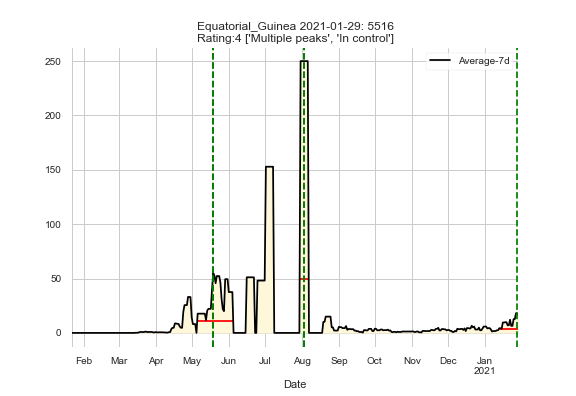 Equatorial_Guinea 2021-01-29: 5516
Rating:4 ['Multiple peaks', 'In control']
Average-7d
250
200
150
100
50
0
Feb Mar Apr May Jun Jul Aug Sep Oct Nov Dec Jan
2021
Date